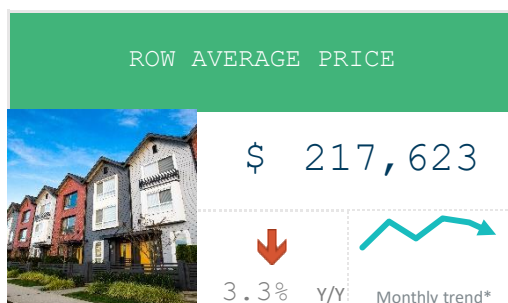 ROW AVERAGE PRICE
$ 217,623
3.3% Y/Y
Monthly trend*